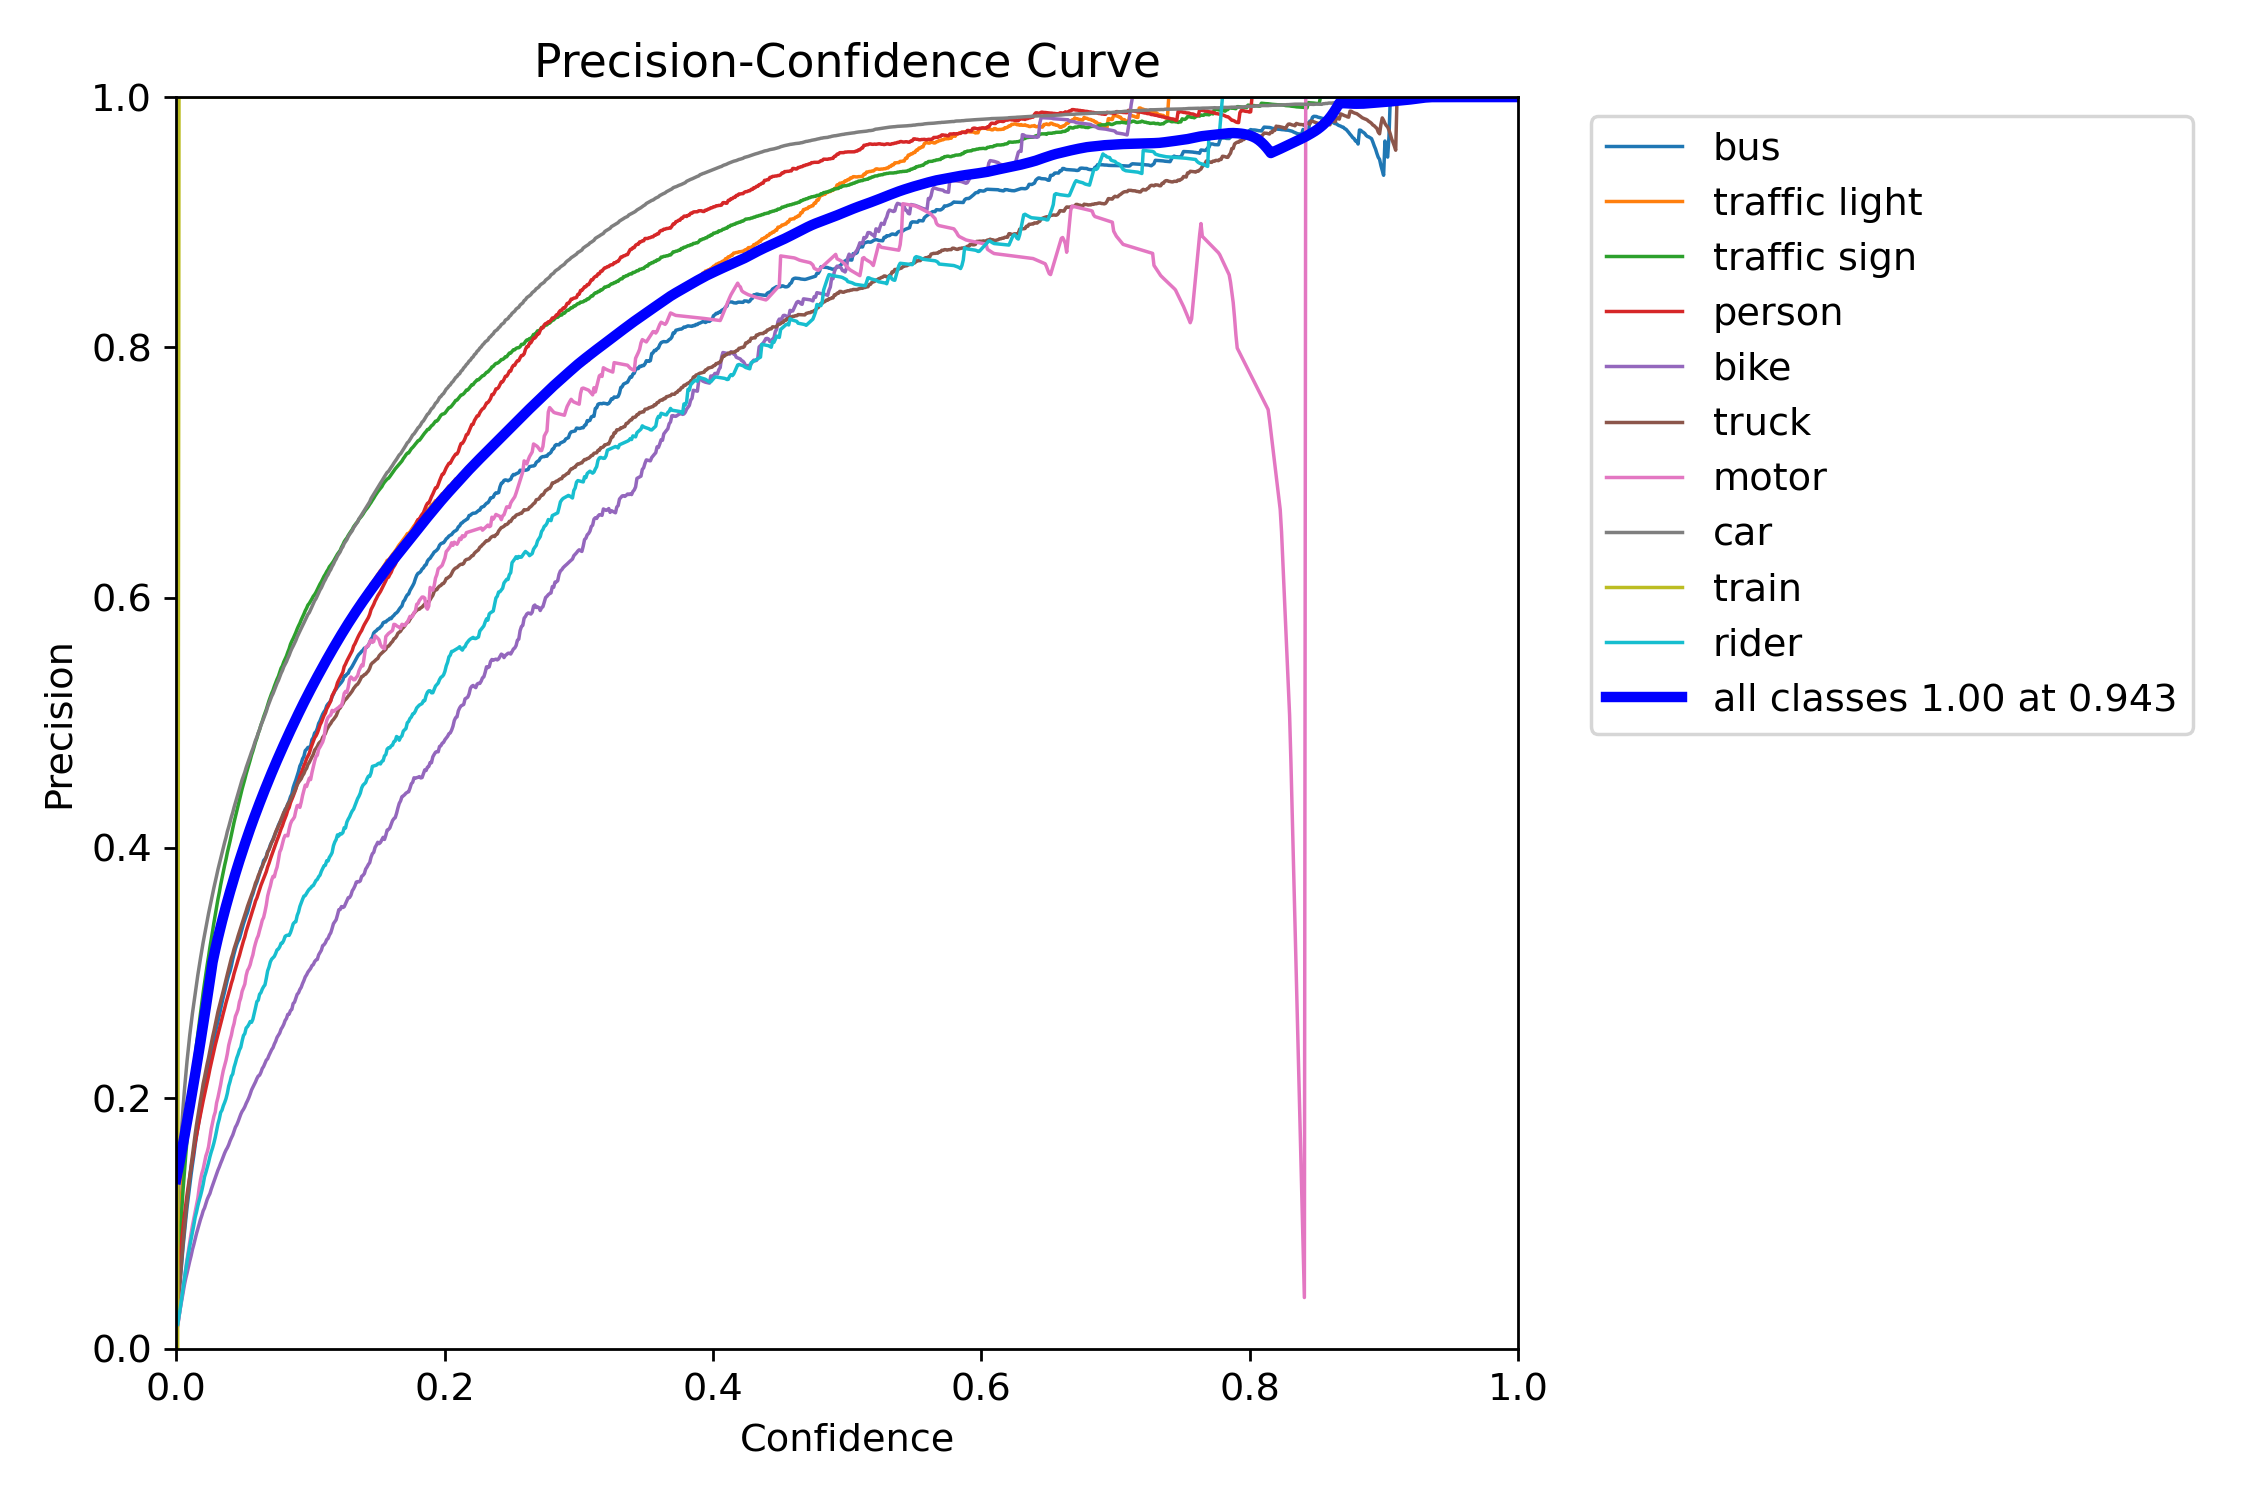 Precision-Confidence Curve
1.0
0.8
0.6
0.4
0.2
0.0
Precision
0.0 0.2 0.4 0.6 0.8 1.0
Confidence
bus
traffic light
traffic sign
person
bike
truck
motor
car
train
rider
all classes 1.00 at 0.943